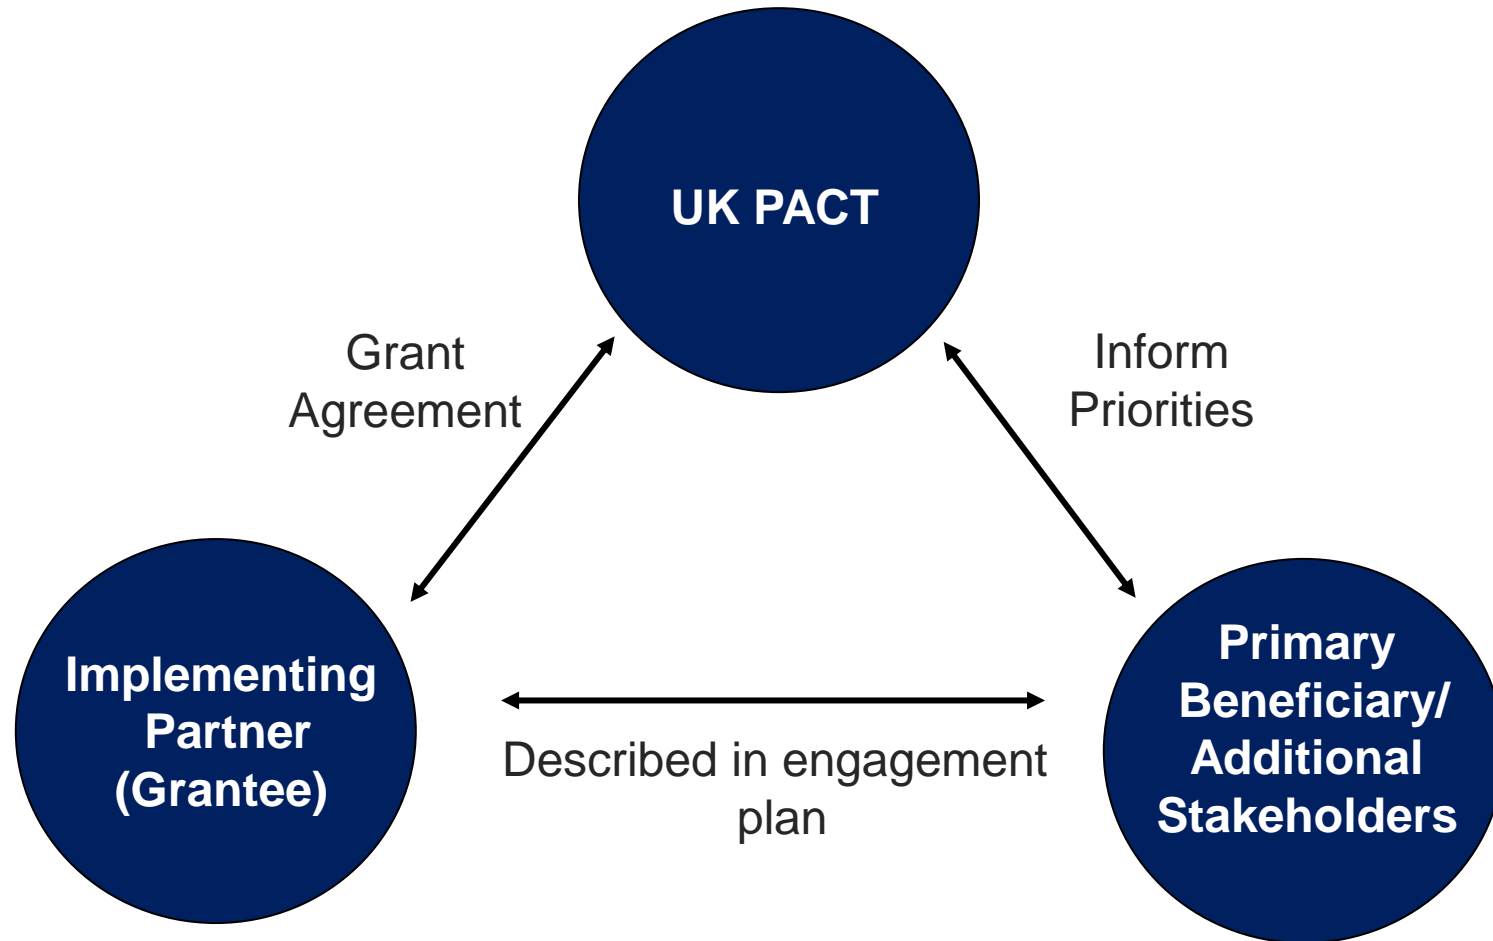 UK PACT
Grant
Agreement
Inform
Priorities
Implementing
Partner
(Grantee)
Described in engagement
plan
Primary
Beneficiary/
Additional
Stakeholders